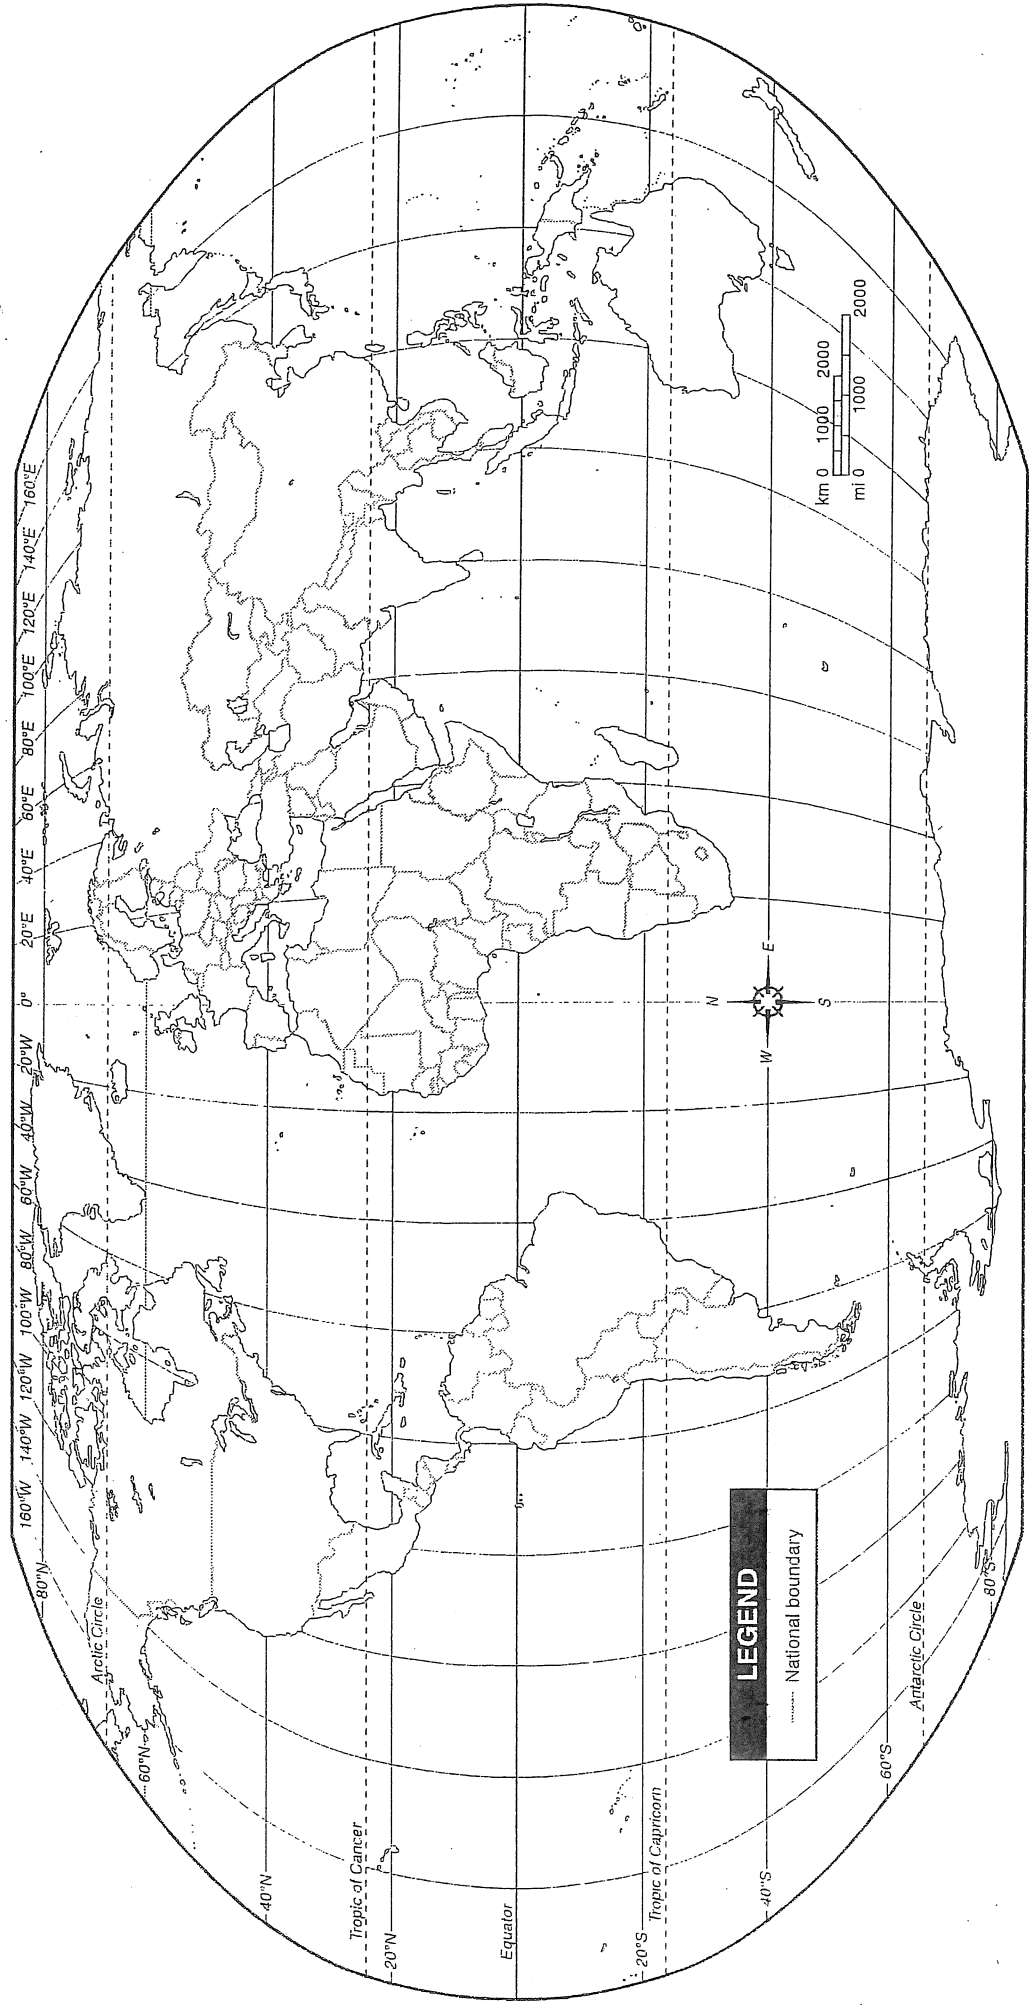 160°W
140°W
120°W
100°W
80°W
60°W
40°W
20°W
0°
20°E
40°E
60°E
80°E
100°E
120°E
140°E
160°E
80°N
Arctic Circle
60°N
40°N
Tropic of Cancer
20°N
Equator
20°S
Tropic of Capricorn
40°S
60°S
Antarctic Circle
80°S
N
W
E
S
km 0 1000 2000
mi 0 1000 2000
LEGEND
National boundary